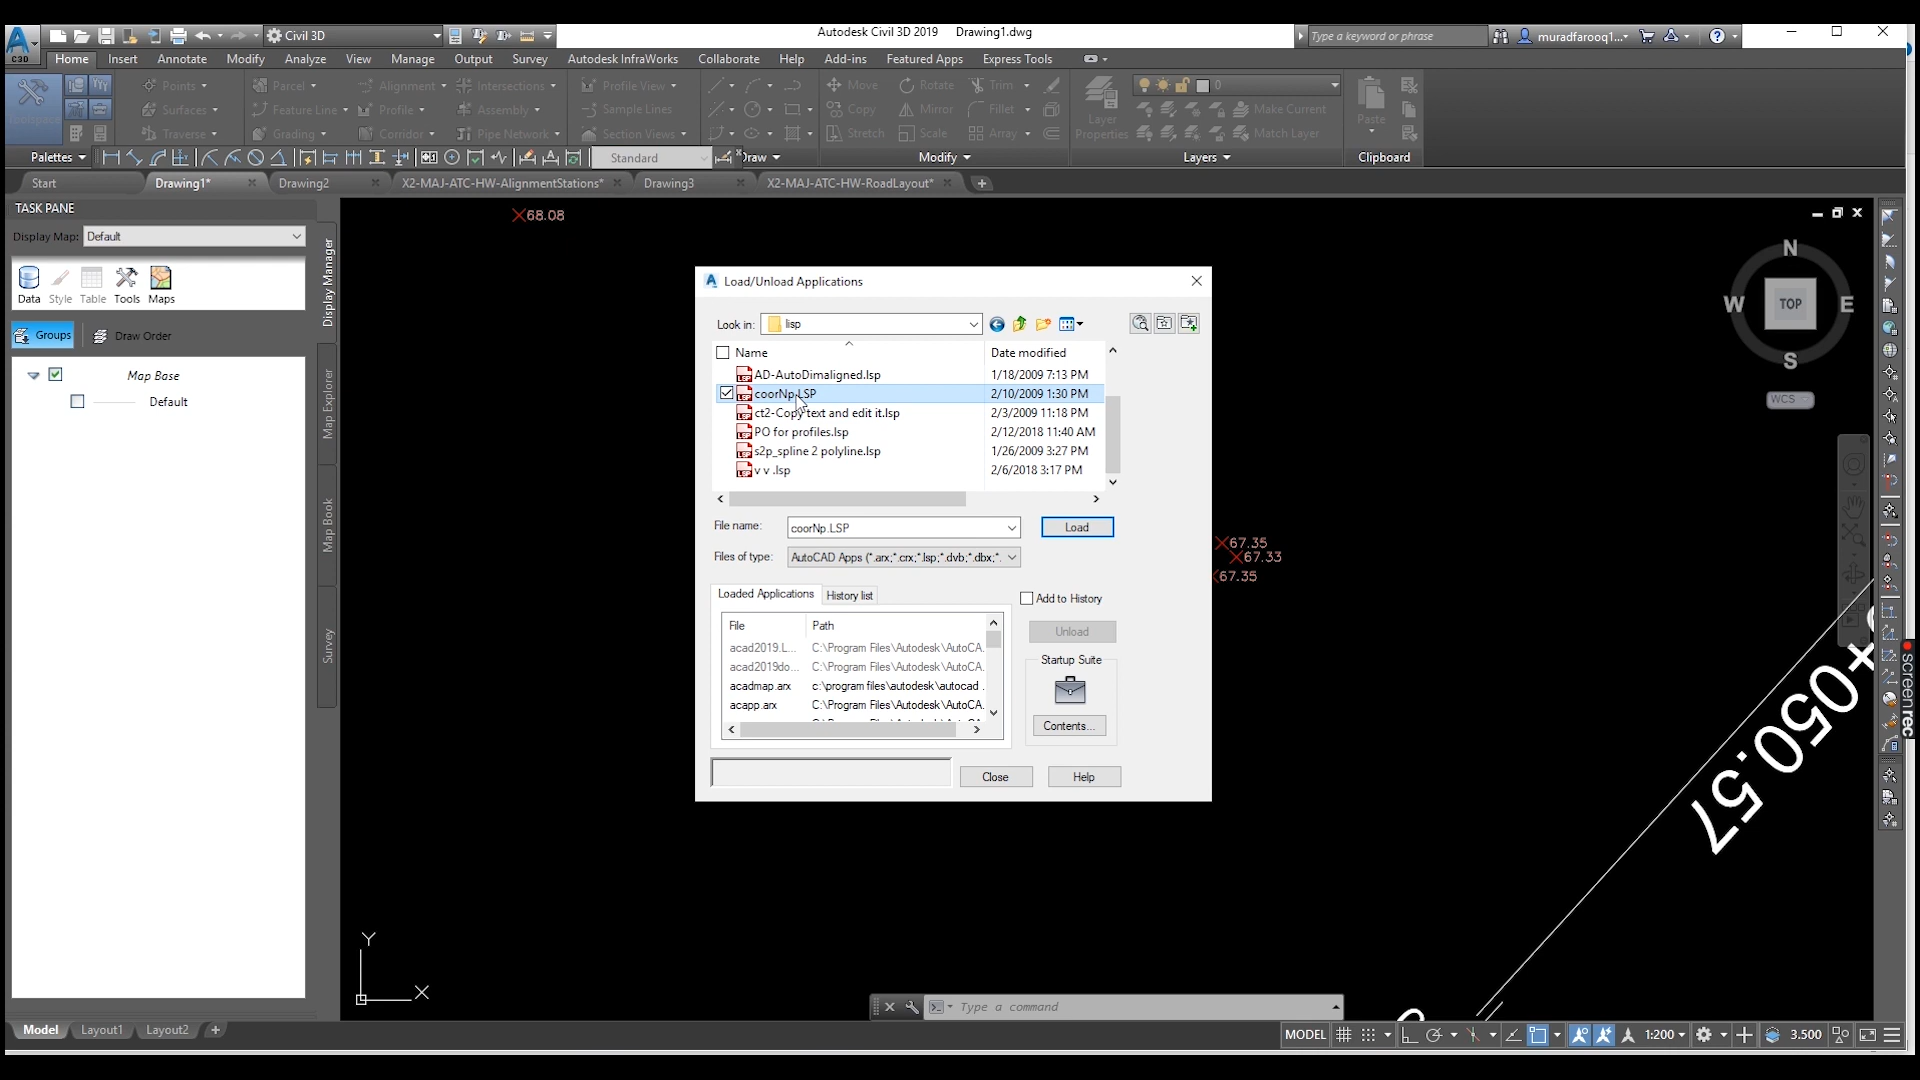 C3D
Civil 3D
Autodesk Civil 3D 2019 Drawing1.dwg
Type a keyword or phrase
muradfarooq1...
Home Insert Annotate Modify Analyze View Manage Output Survey Autodesk InfraWorks Collaborate Help Add-ins Featured Apps Express Tools
Points Parcel Alignment Intersections Profile View Move Rotate Trim 0
Surfaces Feature Line Profile Assembly Sample Lines Copy Mirror Fillet Layer Make Current Paste
Traverse Grading Corridor Pipe Network Section Views Stretch Scale Array Properties Match Layer
Palettes Standard Draw Modify Layers Clipboard
Start Drawing1* Drawing2 X2-MAJ-ATC-HW-AlignmentStations* Drawing3 X2-MAJ-ATC-HW-RoadLayout*
TASK PANE
Display Map: Default
Data Style Table Tools Maps
Groups Draw Order
Map Base
Default
Display Manager
Map Explorer
Map Book
Survey
68.08
Load/Unload Applications
Look in: lisp
Name Date modified
AD-AutoDimaligned.lsp 1/18/2009 7:13 PM
coorNp.LSP 2/10/2009 1:30 PM
ct2-Copy text and edit it.lsp 2/3/2009 11:18 PM
PO for profiles.lsp 2/12/2018 11:40 AM
s2p_spline 2 polyline.lsp 1/26/2009 3:27 PM
v v .lsp 2/6/2018 3:17 PM
File name: coorNp.LSP Load
Files of type: AutoCAD Apps (*.arx;*.crx;*.lsp;*.dvb;*.dbx;*.
Loaded Applications History list Add to History
File Path Unload
acad2019.L... C:\Program Files\Autodesk\AutoCA.
acad2019do... C:\Program Files\Autodesk\AutoCA.
acadmap.arx c:\program files\autodesk\autocad .
acapp.arx C:\Program Files\Autodesk\AutoCA.
Startup Suite
Contents...
Close Help
67.35
67.33
67.35
N
W TOP E
S
WCS
+050.57
screenrec
Y
X
Type a command
Model Layout1 Layout2 +
MODEL 1:200 3.500